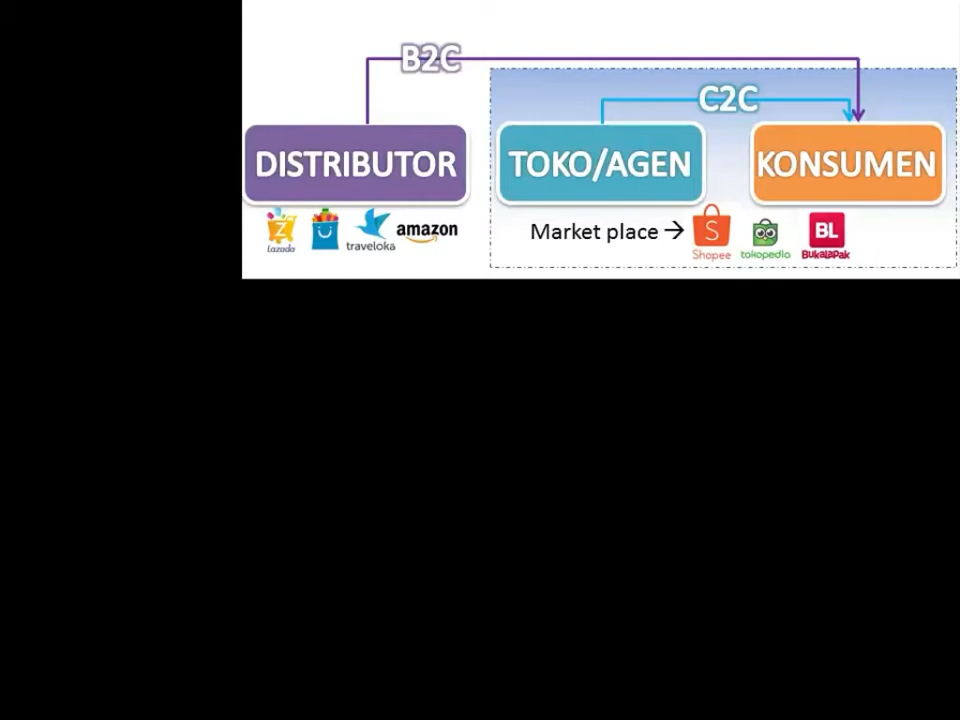 B2C
C2C
DISTRIBUTOR
TOKO/AGEN
KONSUMEN
Lazada
traveloka
amazon
Market place →
S
Shopee
tokopedia
BL
BukalaPak